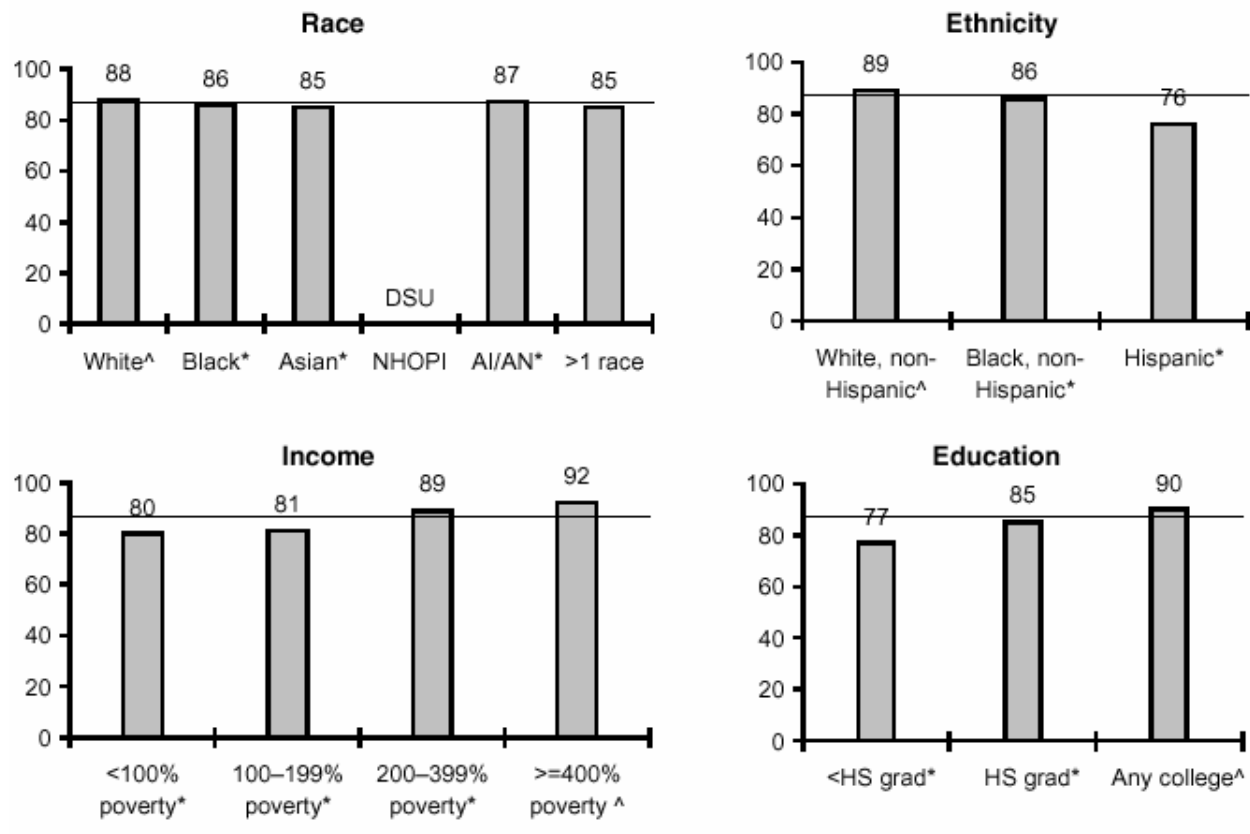 Race
100
80
60
40
20
0
88
86
85
DSU
87
85
White^ Black* Asian* NHOPI AI/AN* >1 race
Ethnicity
100
80
60
40
20
0
89
86
76
White, non-
Hispanic^
Black, non-
Hispanic*
Hispanic*
Income
100
80
60
40
20
0
80
81
89
92
<100%
poverty*
100–199%
poverty*
200–399%
poverty*
>=400%
poverty ^
Education
100
80
60
40
20
0
77
85
90
<HS grad* HS grad* Any college^